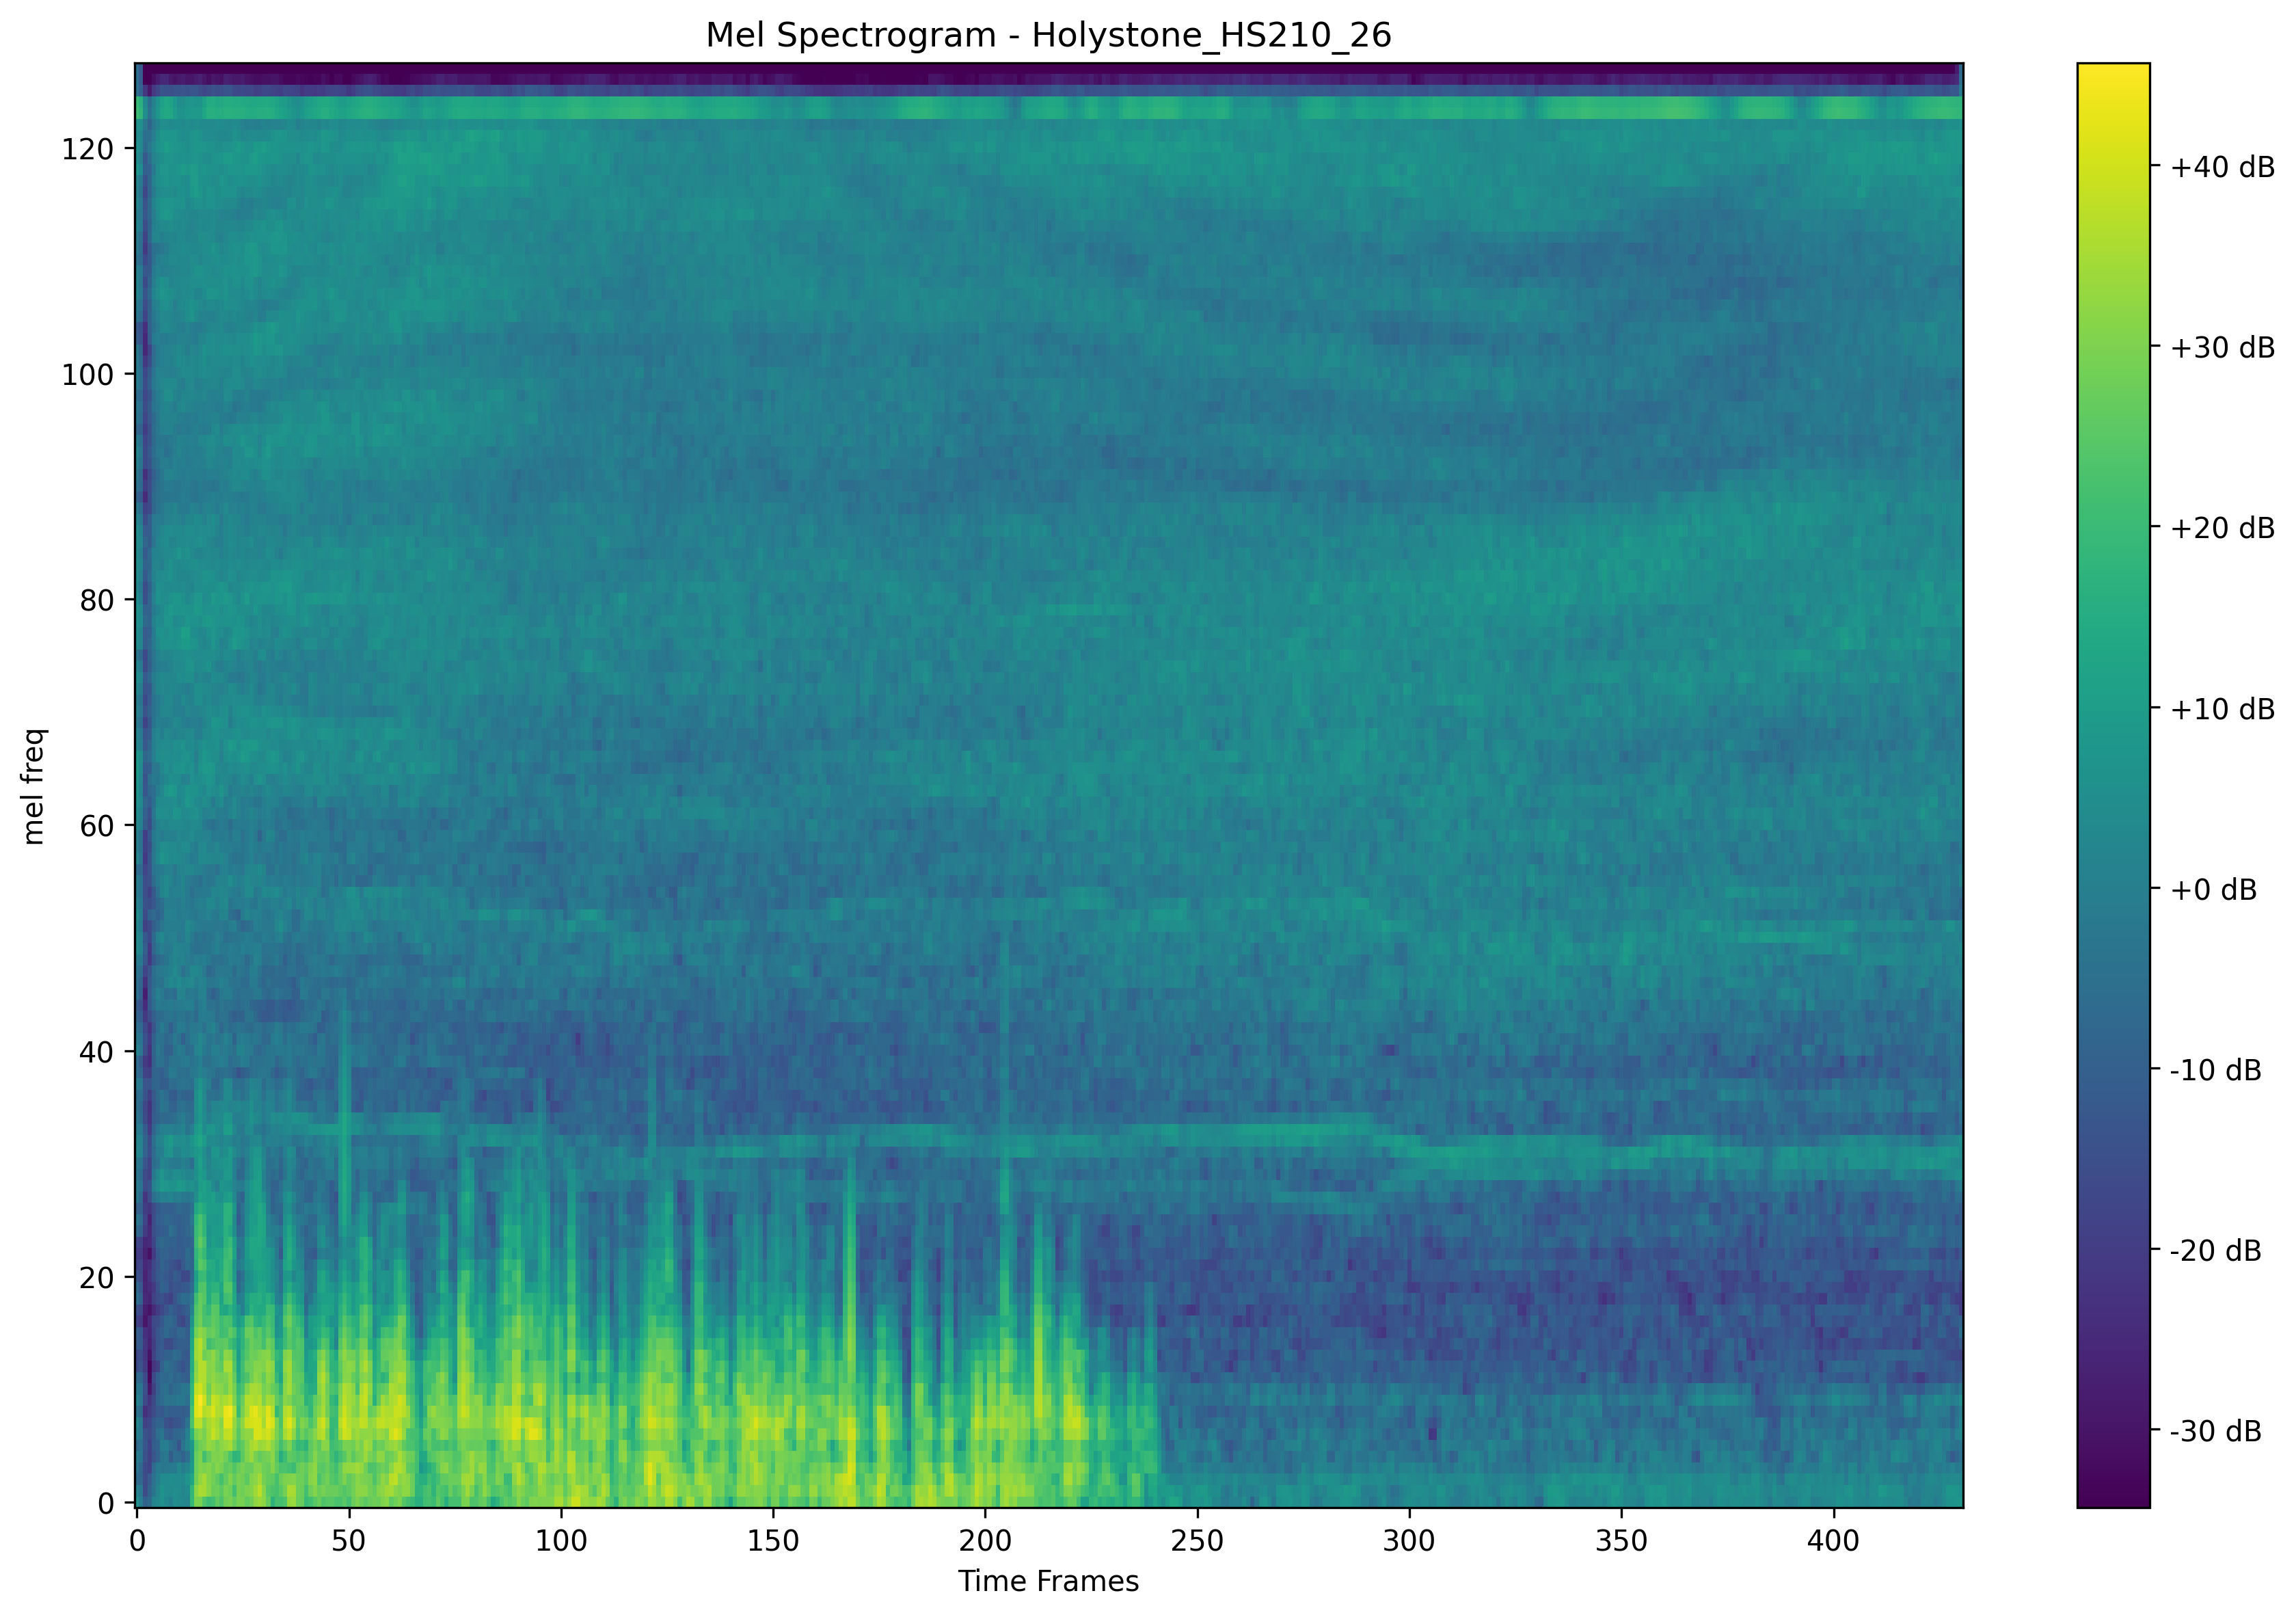 Mel Spectrogram - Holystone_HS210_26
mel freq
120
100
80
60
40
20
0
0 50 100 150 200 250 300 350 400
Time Frames
+40 dB
+30 dB
+20 dB
+10 dB
+0 dB
-10 dB
-20 dB
-30 dB